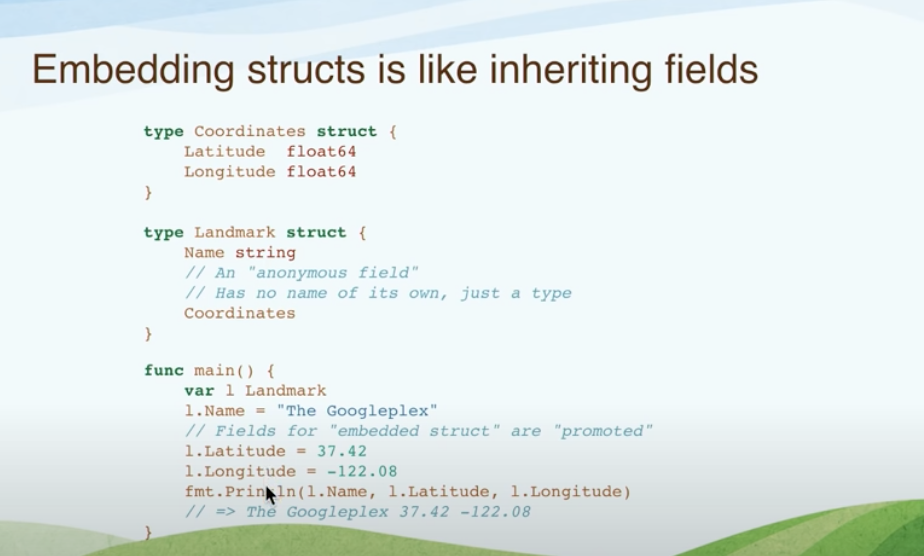 Embedding structs is like inheriting fields
type Coordinates struct {
    Latitude  float64
    Longitude float64
}
type Landmark struct {
    Name string
    // An "anonymous field"
    // Has no name of its own, just a type
    Coordinates
}
func main() {
    var l Landmark
    l.Name = "The Googleplex"
    // Fields for "embedded struct" are "promoted"
    l.Latitude = 37.42
    l.Longitude = -122.08
    fmt.Println(l.Name, l.Latitude, l.Longitude)
    // => The Googleplex 37.42 -122.08
}